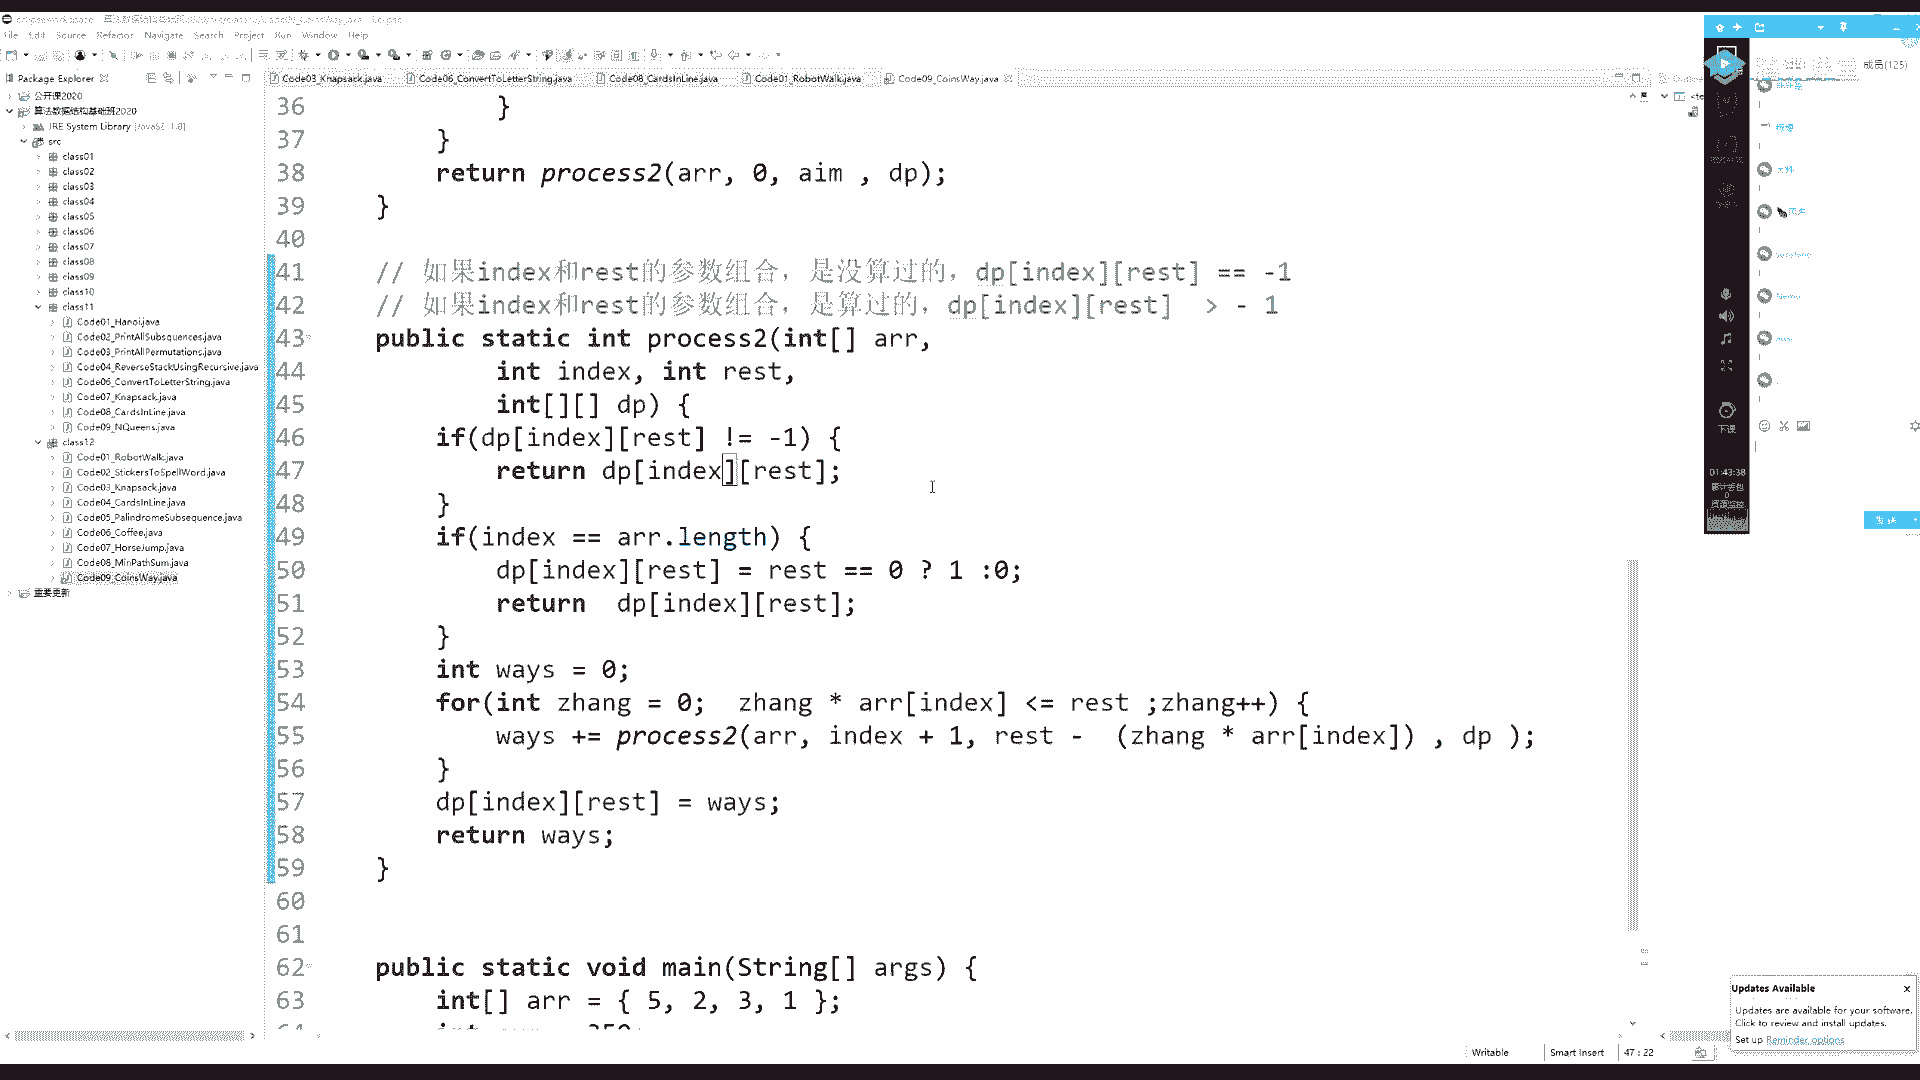 File Edit Source Refactor Navigate Search Project Run Window Help
Package Explorer
公开课2020
算法数据结构基础班2020
JRE System Library [JavaSE-1.8]
src
class01
class02
class03
class04
class05
class06
class07
class08
class09
class10
class11
Code01_Hanoi.java
Code02_PrintAllSubsquences.java
Code03_PrintAllPermutations.java
Code04_ReverseStackUsingRecursive.java
Code06_ConvertToLetterString.java
Code07_Knapsack.java
Code08_CardsInLine.java
Code09_NQueens.java
class12
Code01_RobotWalk.java
Code02_StickersToSpellWord.java
Code03_Knapsack.java
Code04_CardsInLine.java
Code05_PalindromeSubsequence.java
Code06_Coffee.java
Code07_HorseJump.java
Code08_MinPathSum.java
Code09_CoinsWay.java
重要更新
Code03_Knapsack.java Code06_ConvertToLetterString.java Code08_CardsInLine.java Code01_RobotWalk.java Code09_CoinsWay.java
36 }
37 }
38 return process2(arr, 0, aim , dp);
39 }
40
41 // 如果index和rest的参数组合，是没算过的，dp[index][rest] == -1
42 // 如果index和rest的参数组合，是算过的，dp[index][rest]  > - 1
43 public static int process2(int[] arr,
44 int index, int rest,
45 int[][] dp) {
46 if(dp[index][rest] != -1) {
47 return dp[index][rest];
48 }
49 if(index == arr.length) {
50 dp[index][rest] = rest == 0 ? 1 :0;
51 return  dp[index][rest];
52 }
53 int ways = 0;
54 for(int zhang = 0;  zhang * arr[index] <= rest ;zhang++) {
55 ways += process2(arr, index + 1, rest -  (zhang * arr[index]) , dp );
56 }
57 dp[index][rest] = ways;
58 return ways;
59 }
60
61
62 public static void main(String[] args) {
63 int[] arr = { 5, 2, 3, 1 };
Writable Smart Insert 47 : 22
成员(125)
下课
01:43:38
Updates Available
Updates are available for your software.
Click to review and install updates.
Set up Reminder options